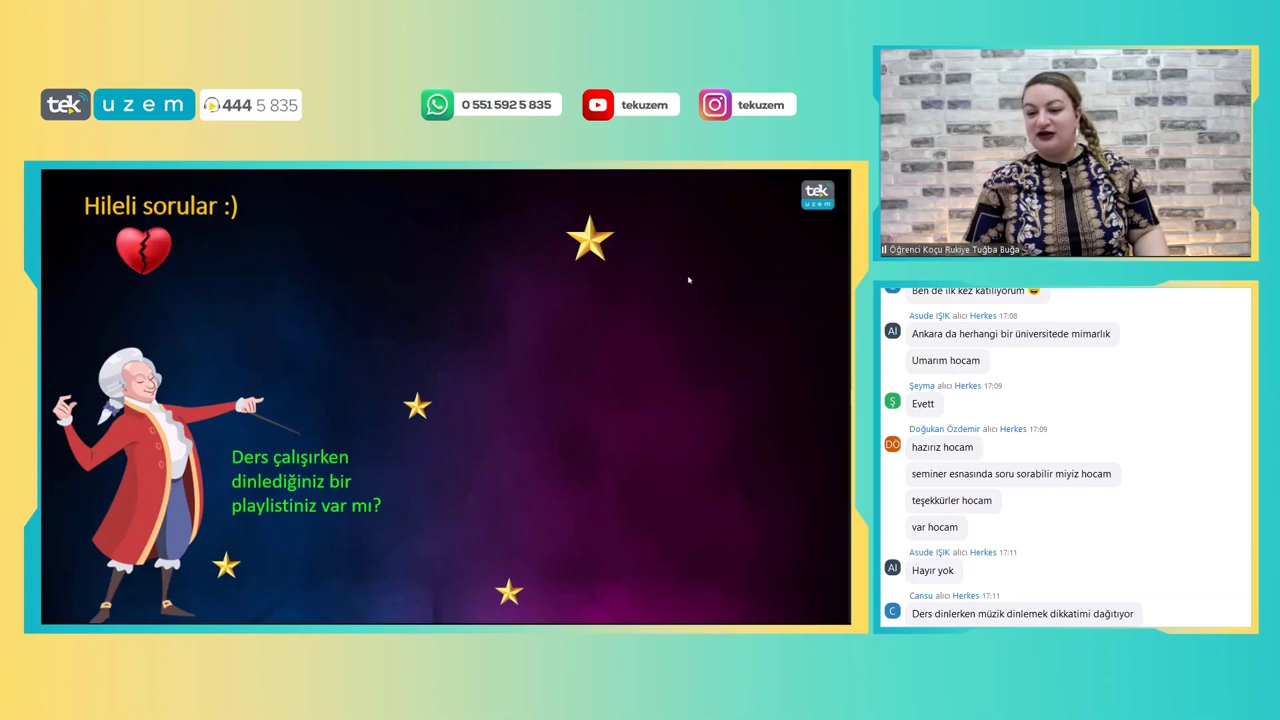 tek uzem 444 5 835
0 551 592 5 835
tekuzem
tekuzem
Hileli sorular :)
tek
uzem
Ders çalışırken
dinlediğiniz bir
playlistiniz var mı?
Öğrenci Koçu Rukiye Tuğba Buğa
Ben de ilk kez katılıyorum 😄
Asude IŞIK alıcı Herkes 17:08
AI
Ankara da herhangi bir üniversitede mimarlık
Umarım hocam
Şeyma alıcı Herkes 17:09
Ş
Evett
Doğukan Özdemir alıcı Herkes 17:09
DÖ
hazırız hocam
seminer esnasında soru sorabilir miyiz hocam
teşekkürler hocam
var hocam
Asude IŞIK alıcı Herkes 17:11
AI
Hayır yok
Cansu alıcı Herkes 17:11
C
Ders dinlerken müzik dinlemek dikkatimi dağıtıyor